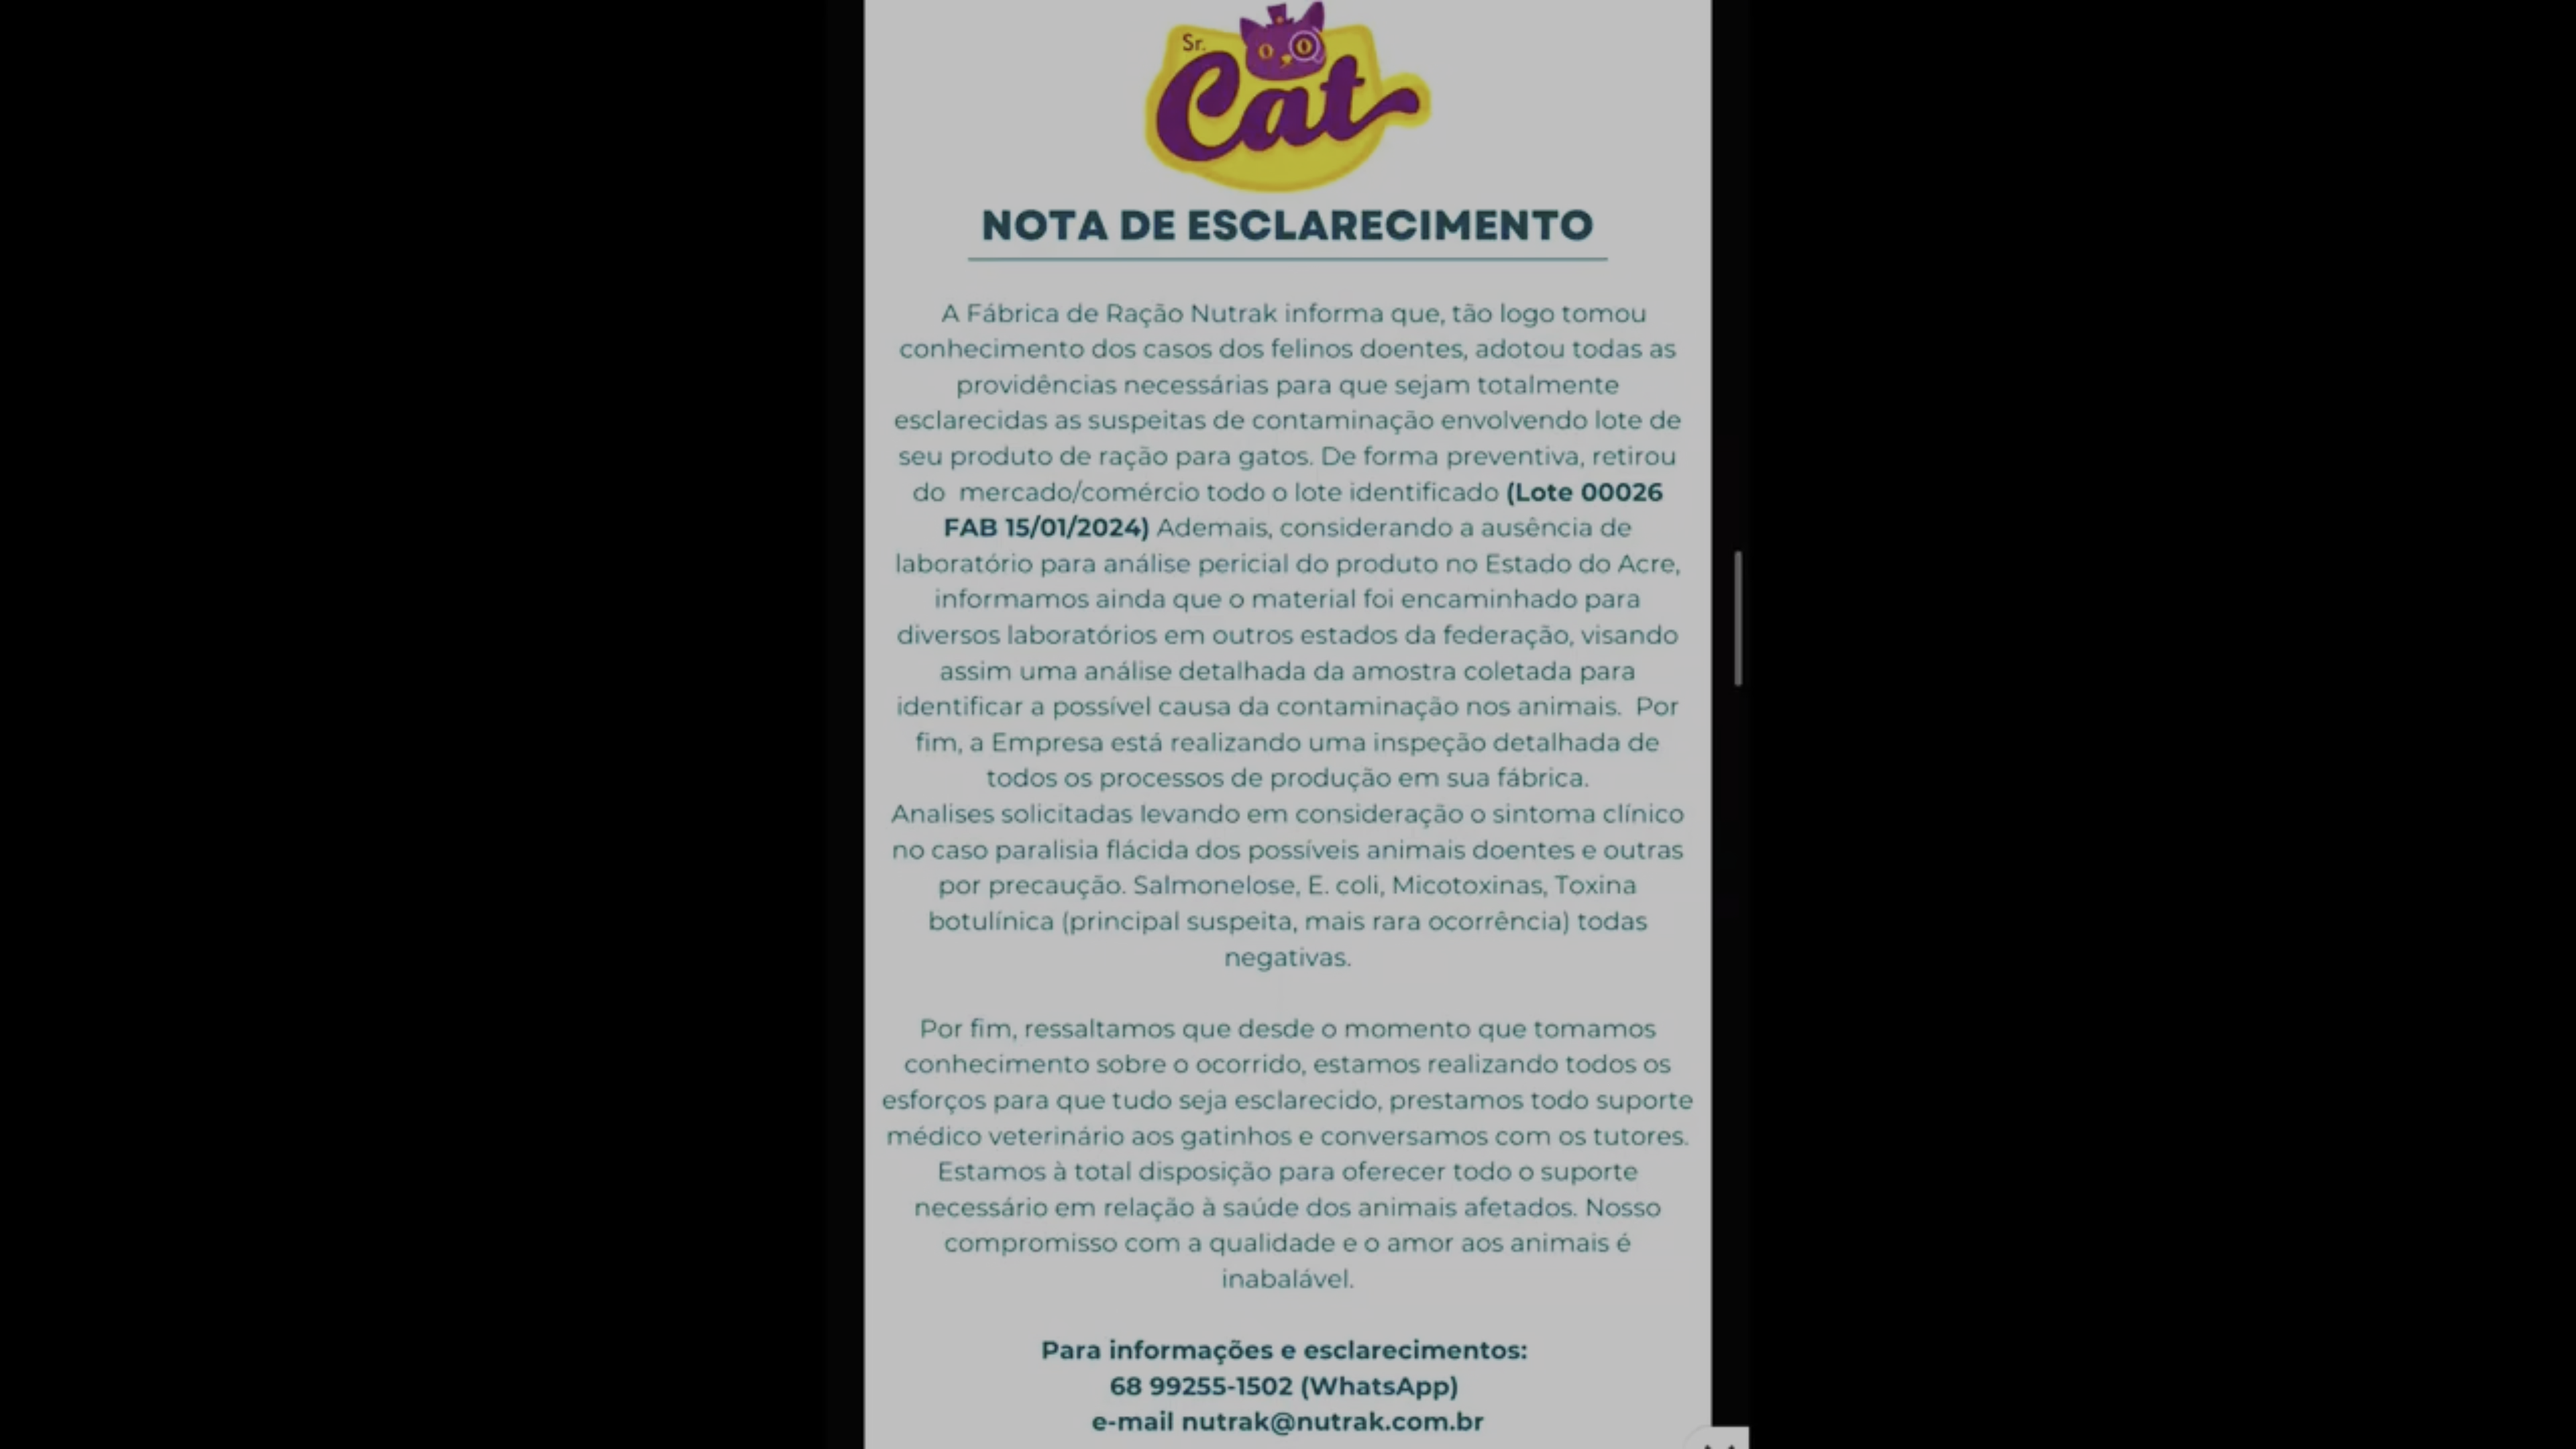 Sr.
Cat
NOTA DE ESCLARECIMENTO
A Fábrica de Ração Nutrak informa que, tão logo tomou
conhecimento dos casos dos felinos doentes, adotou todas as
providências necessárias para que sejam totalmente
esclarecidas as suspeitas de contaminação envolvendo lote de
seu produto de ração para gatos. De forma preventiva, retirou
do mercado/comércio todo o lote identificado (Lote 00026
FAB 15/01/2024) Ademais, considerando a ausência de
laboratório para análise pericial do produto no Estado do Acre,
informamos ainda que o material foi encaminhado para
diversos laboratórios em outros estados da federação, visando
assim uma análise detalhada da amostra coletada para
identificar a possível causa da contaminação nos animais. Por
fim, a Empresa está realizando uma inspeção detalhada de
todos os processos de produção em sua fábrica.
Analises solicitadas levando em consideração o sintoma clínico
no caso paralisia flácida dos possíveis animais doentes e outras
por precaução. Salmonelose, E. coli, Micotoxinas, Toxina
botulínica (principal suspeita, mais rara ocorrência) todas
negativas.
Por fim, ressaltamos que desde o momento que tomamos
conhecimento sobre o ocorrido, estamos realizando todos os
esforços para que tudo seja esclarecido, prestamos todo suporte
médico veterinário aos gatinhos e conversamos com os tutores.
Estamos à total disposição para oferecer todo o suporte
necessário em relação à saúde dos animais afetados. Nosso
compromisso com a qualidade e o amor aos animais é
inabalável.
Para informações e esclarecimentos:
68 99255-1502 (WhatsApp)
e-mail nutrak@nutrak.com.br